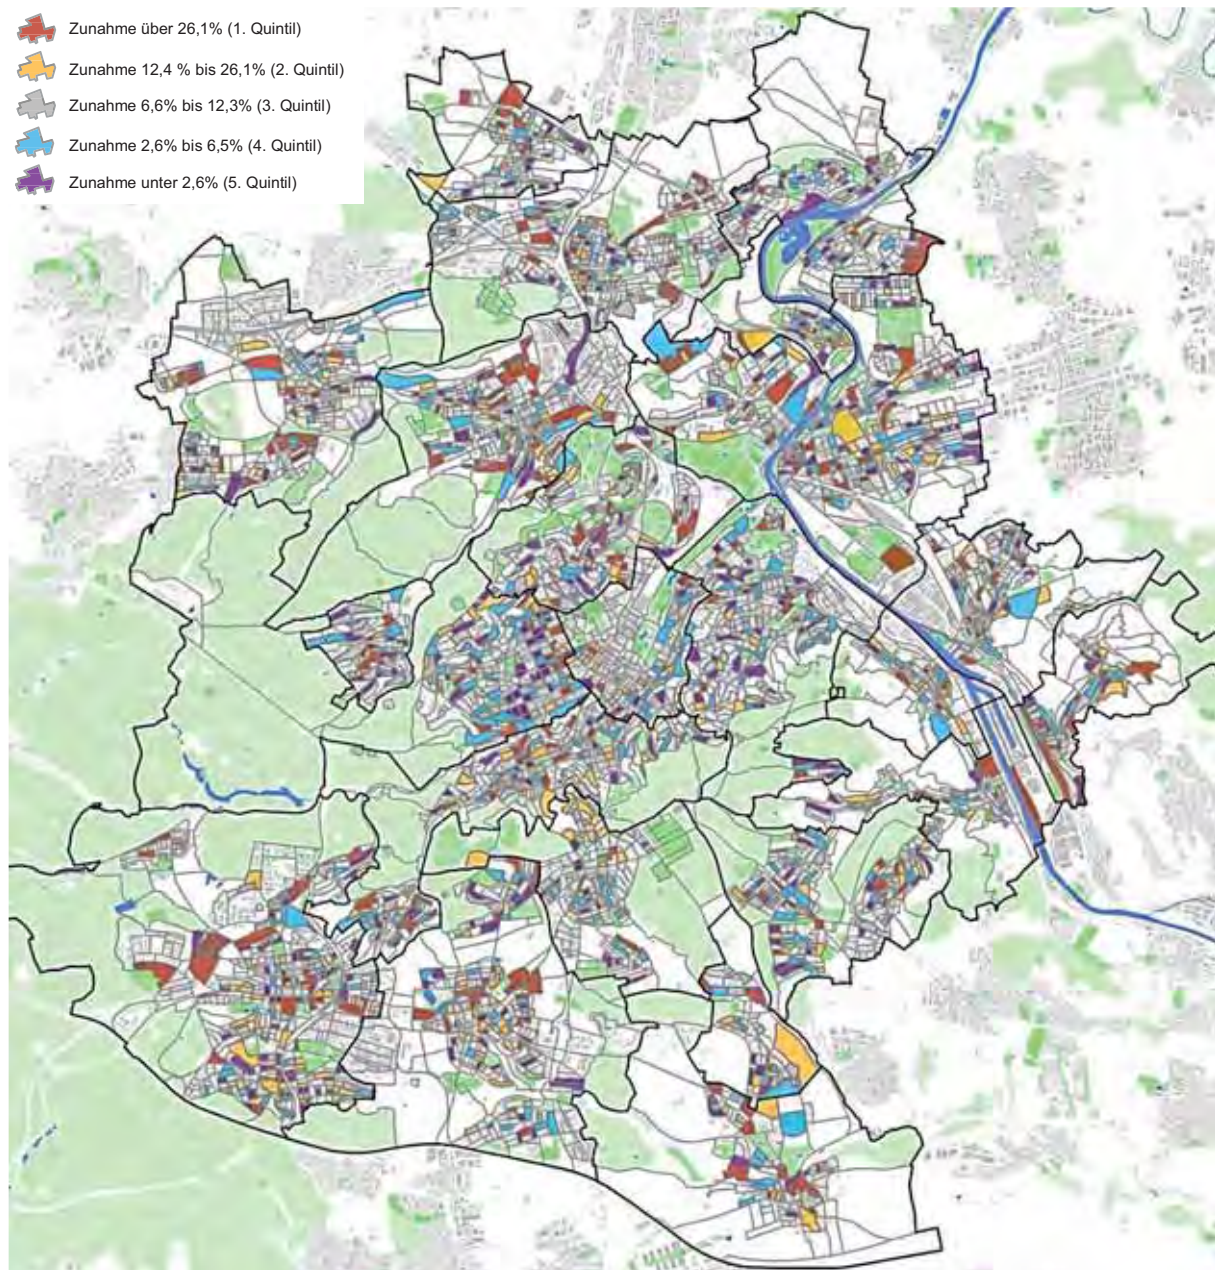 Zunahme über 26,1% (1. Quintil)
Zunahme 12,4 % bis 26,1% (2. Quintil)
Zunahme 6,6% bis 12,3% (3. Quintil)
Zunahme 2,6% bis 6,5% (4. Quintil)
Zunahme unter 2,6% (5. Quintil)